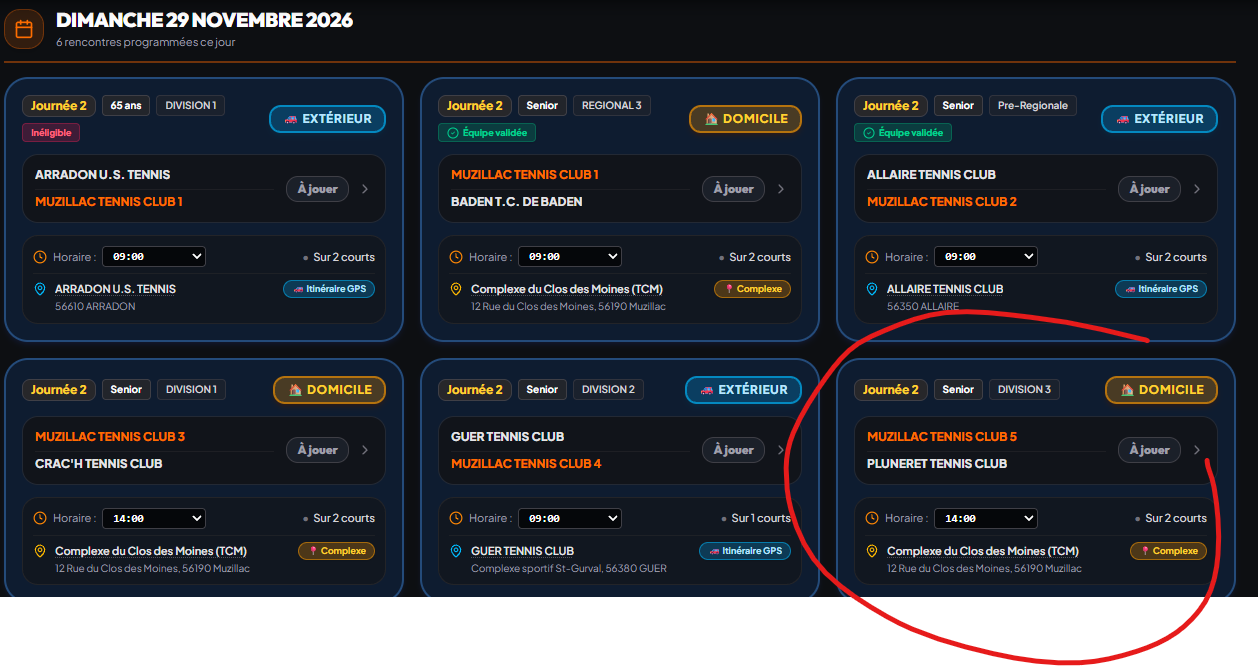 DIMANCHE 29 NOVEMBRE 2026
6 rencontres programmées ce jour
Journée 2 65 ans DIVISION 1
Inéligible
EXTÉRIEUR
ARRADON U.S. TENNIS
MUZILLAC TENNIS CLUB 1
À jouer
Horaire : 09:00 Sur 2 courts
ARRADON U.S. TENNIS Itinéraire GPS
56610 ARRADON
Journée 2 Senior REGIONAL 3
Équipe validée
DOMICILE
MUZILLAC TENNIS CLUB 1
BADEN T.C. DE BADEN
À jouer
Horaire : 09:00 Sur 2 courts
Complexe du Clos des Moines (TCM) Complexe
12 Rue du Clos des Moines, 56190 Muzillac
Journée 2 Senior Pre-Regionale
Équipe validée
EXTÉRIEUR
ALLAIRE TENNIS CLUB
MUZILLAC TENNIS CLUB 2
À jouer
Horaire : 09:00 Sur 2 courts
ALLAIRE TENNIS CLUB Itinéraire GPS
56350 ALLAIRE
Journée 2 Senior DIVISION 1 DOMICILE
MUZILLAC TENNIS CLUB 3
CRAC'H TENNIS CLUB
À jouer
Horaire : 14:00 Sur 2 courts
Complexe du Clos des Moines (TCM) Complexe
12 Rue du Clos des Moines, 56190 Muzillac
Journée 2 Senior DIVISION 2 EXTÉRIEUR
GUER TENNIS CLUB
MUZILLAC TENNIS CLUB 4
À jouer
Horaire : 09:00 Sur 1 courts
GUER TENNIS CLUB Itinéraire GPS
Complexe sportif St-Gurval, 56380 GUER
Journée 2 Senior DIVISION 3 DOMICILE
MUZILLAC TENNIS CLUB 5
PLUNERET TENNIS CLUB
À jouer
Horaire : 14:00 Sur 2 courts
Complexe du Clos des Moines (TCM) Complexe
12 Rue du Clos des Moines, 56190 Muzillac